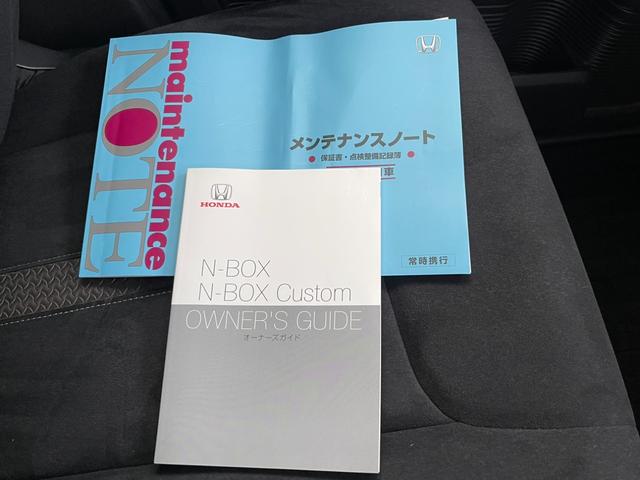 maintenance
NOTE
メンテナンスノート
保証書・点検整備記録簿
車
常時携行
HONDA
N-BOX
N-BOX Custom
OWNER'S GUIDE
オーナーズガイド